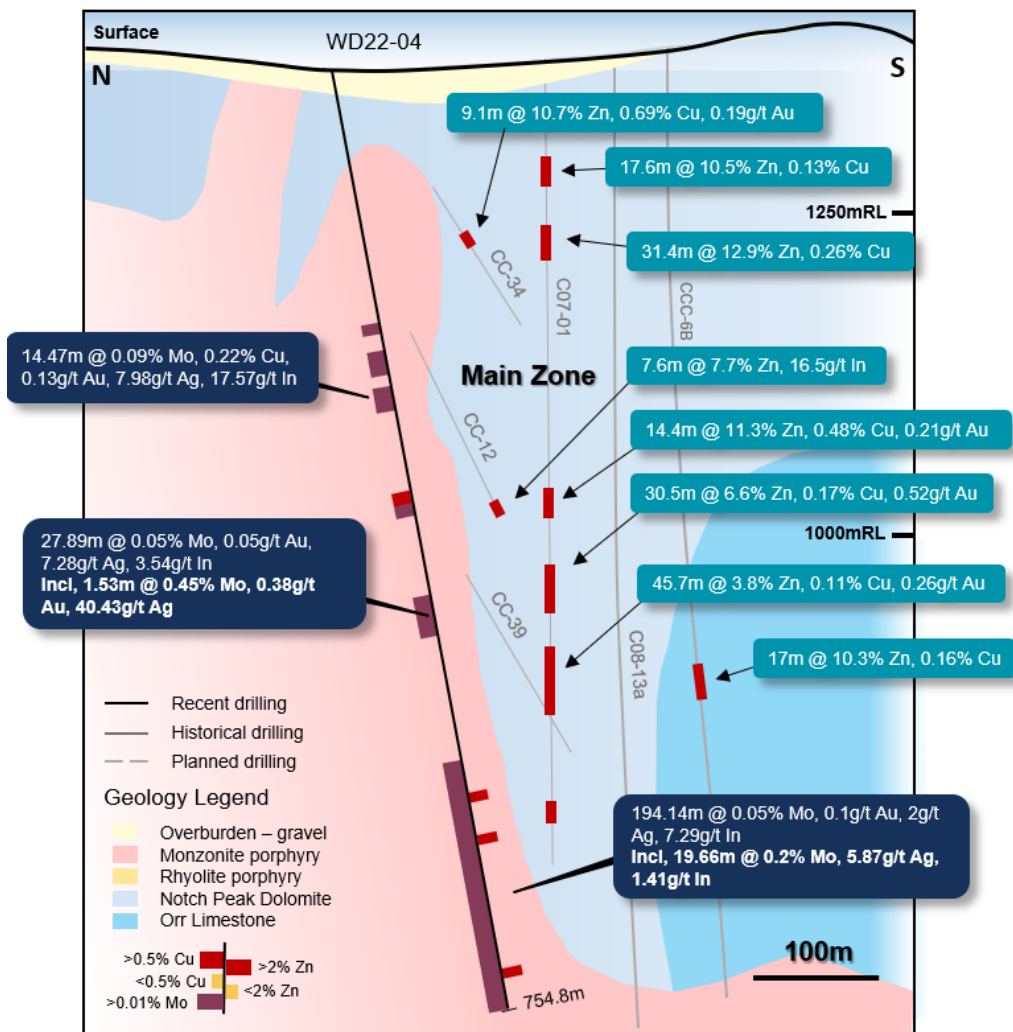 Surface
WD22-04
N
S
9.1m @ 10.7% Zn, 0.69% Cu, 0.19g/t Au
17.6m @ 10.5% Zn, 0.13% Cu
1250mRL
31.4m @ 12.9% Zn, 0.26% Cu
CC-34
C07-01
CCC-6B
14.47m @ 0.09% Mo, 0.22% Cu,
0.13g/t Au, 7.98g/t Ag, 17.57g/t In
Main Zone
7.6m @ 7.7% Zn, 16.5g/t In
CC-12
14.4m @ 11.3% Zn, 0.48% Cu, 0.21g/t Au
30.5m @ 6.6% Zn, 0.17% Cu, 0.52g/t Au
1000mRL
27.89m @ 0.05% Mo, 0.05g/t Au,
7.28g/t Ag, 3.54g/t In
Incl, 1.53m @ 0.45% Mo, 0.38g/t
Au, 40.43g/t Ag
45.7m @ 3.8% Zn, 0.11% Cu, 0.26g/t Au
CC-39
C08-13a
17m @ 10.3% Zn, 0.16% Cu
Recent drilling
Historical drilling
Planned drilling
Geology Legend
Overburden – gravel
Monzonite porphyry
Rhyolite porphyry
Notch Peak Dolomite
Orr Limestone
194.14m @ 0.05% Mo, 0.1g/t Au, 2g/t
Ag, 7.29g/t In
Incl, 19.66m @ 0.2% Mo, 5.87g/t Ag,
1.41g/t In
>0.5% Cu
>2% Zn
<0.5% Cu
<2% Zn
>0.01% Mo
100m
754.8m